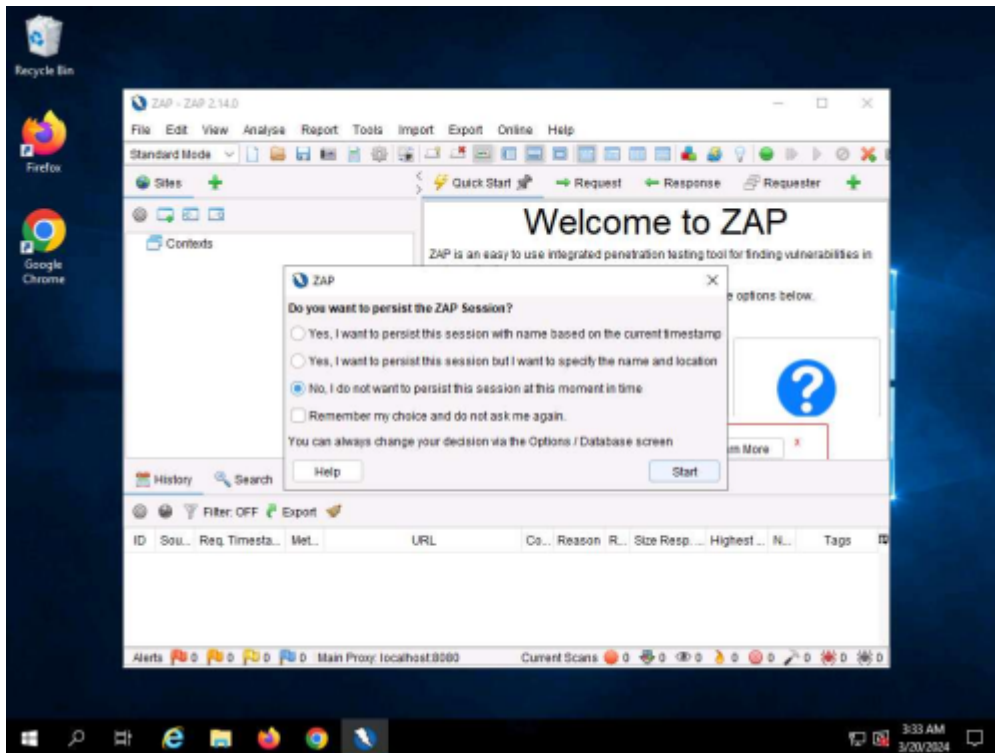 Recycle Bin
Firefox
Google
Chrome
ZAP - ZAP 2.14.0
File Edit View Analyse Report Tools Import Export Online Help
Standard Mode
Sites
Quick Start Request Response Requester
Contexts
Welcome to ZAP
ZAP is an easy to use integrated penetration testing tool for finding vulnerabilities in
e options below.
ZAP
Do you want to persist the ZAP Session?
Yes, I want to persist this session with name based on the current timestamp
Yes, I want to persist this session but I want to specify the name and location
No, I do not want to persist this session at this moment in time
Remember my choice and do not ask me again.
You can always change your decision via the Options / Database screen
Help Start
More x
History Search
Filter: OFF Export
ID Sou... Req. Timesta... Met... URL Co... Reason R... Size Resp. ... Highest ... N... Tags
Alerts 0 0 0 0 Main Proxy: localhost:8080 Current Scans 0 0 0 0 0 0 0 0
3:33 AM
3/20/2024